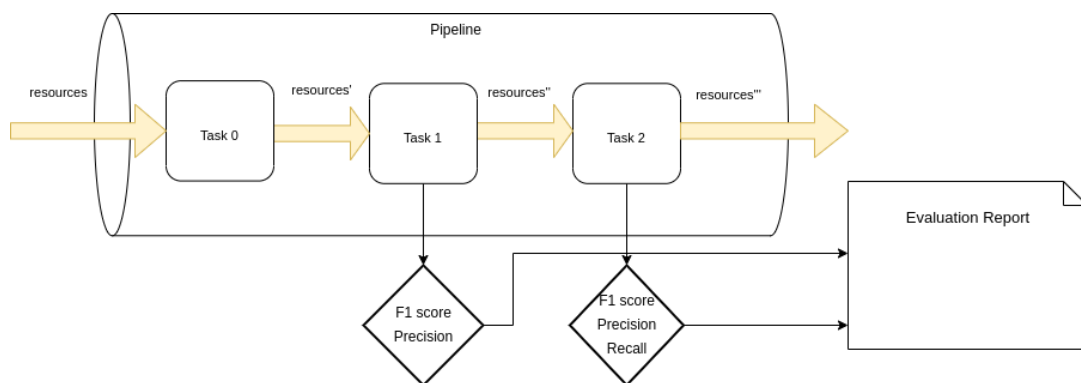 Pipeline
resources
resources'
resources''
resources'''
Task 0
Task 1
Task 2
Evaluation Report
F1 score
Precision
F1 score
Precision
Recall